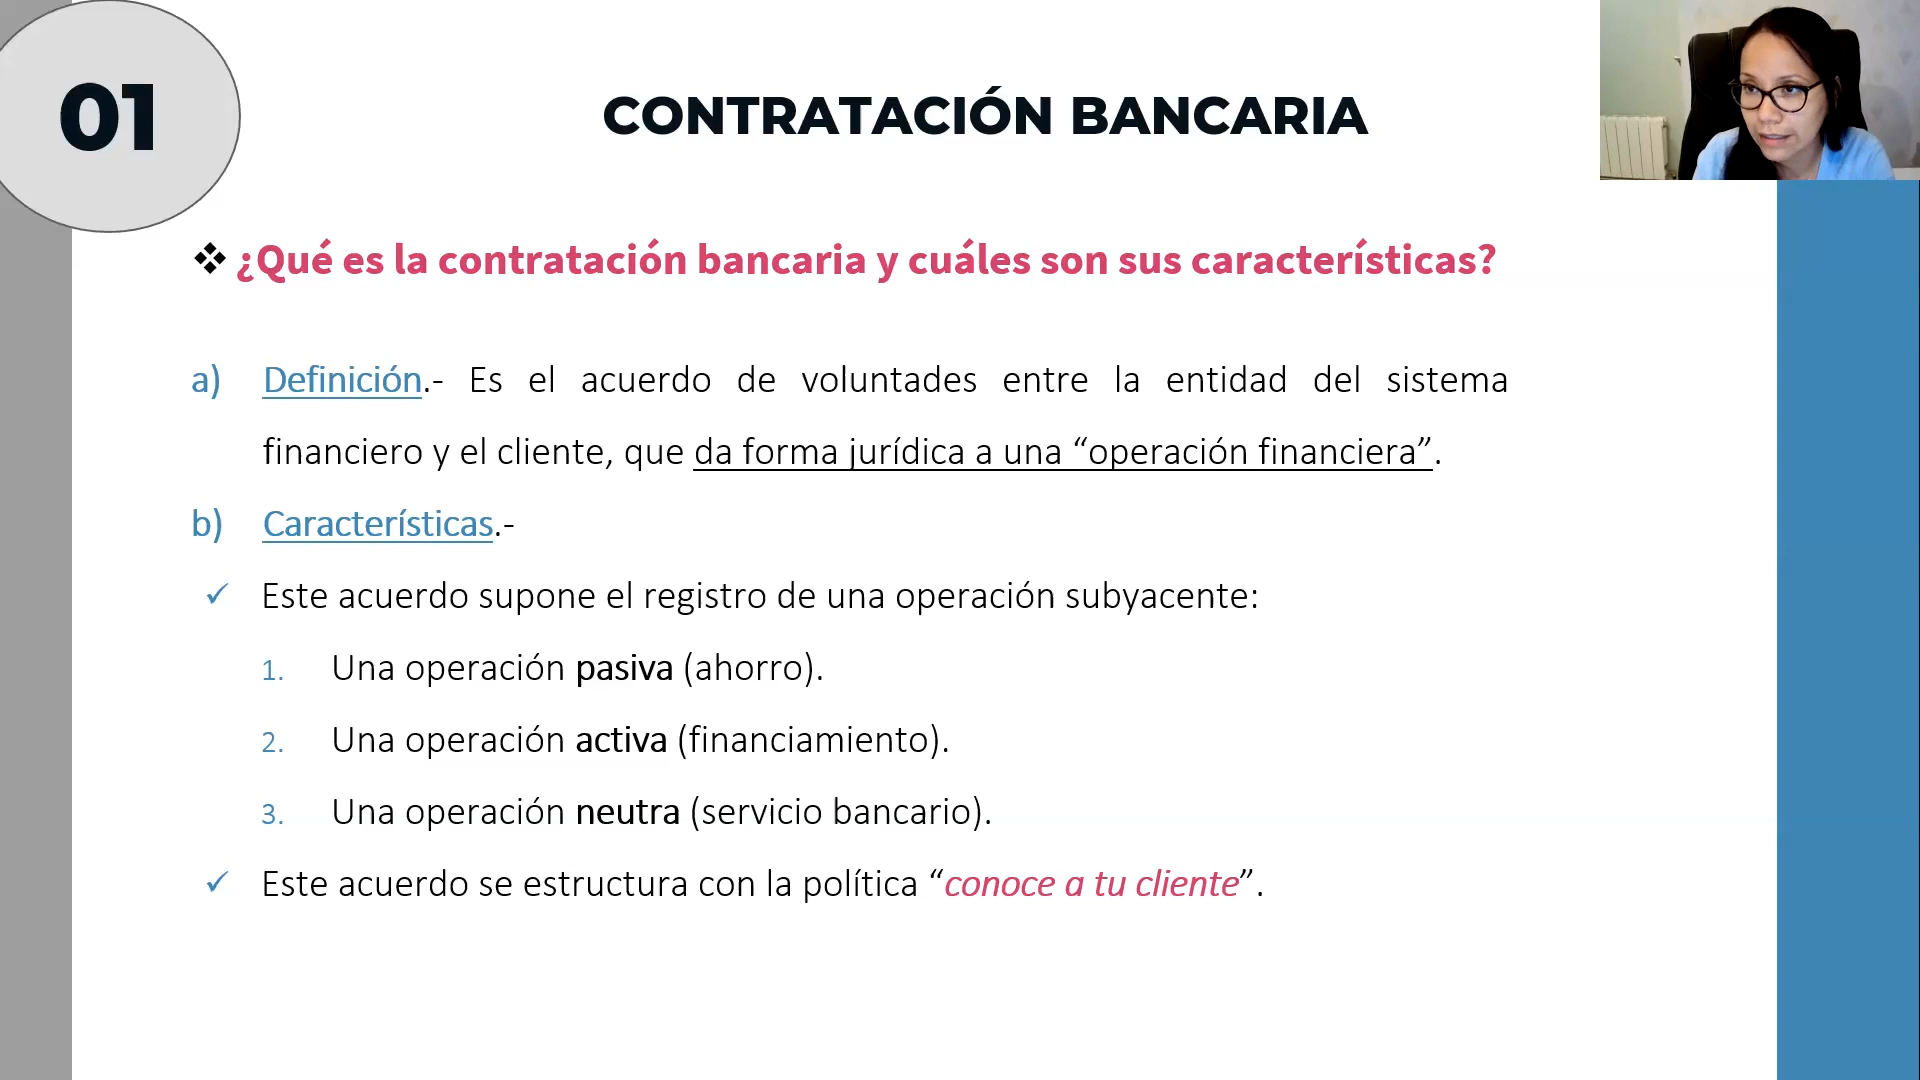 01
CONTRATACIÓN BANCARIA
❖ ¿Qué es la contratación bancaria y cuáles son sus características?
a) Definición.- Es el acuerdo de voluntades entre la entidad del sistema
financiero y el cliente, que da forma jurídica a una “operación financiera”.
b) Características.-
✓ Este acuerdo supone el registro de una operación subyacente:
1. Una operación pasiva (ahorro).
2. Una operación activa (financiamiento).
3. Una operación neutra (servicio bancario).
✓ Este acuerdo se estructura con la política “conoce a tu cliente”.